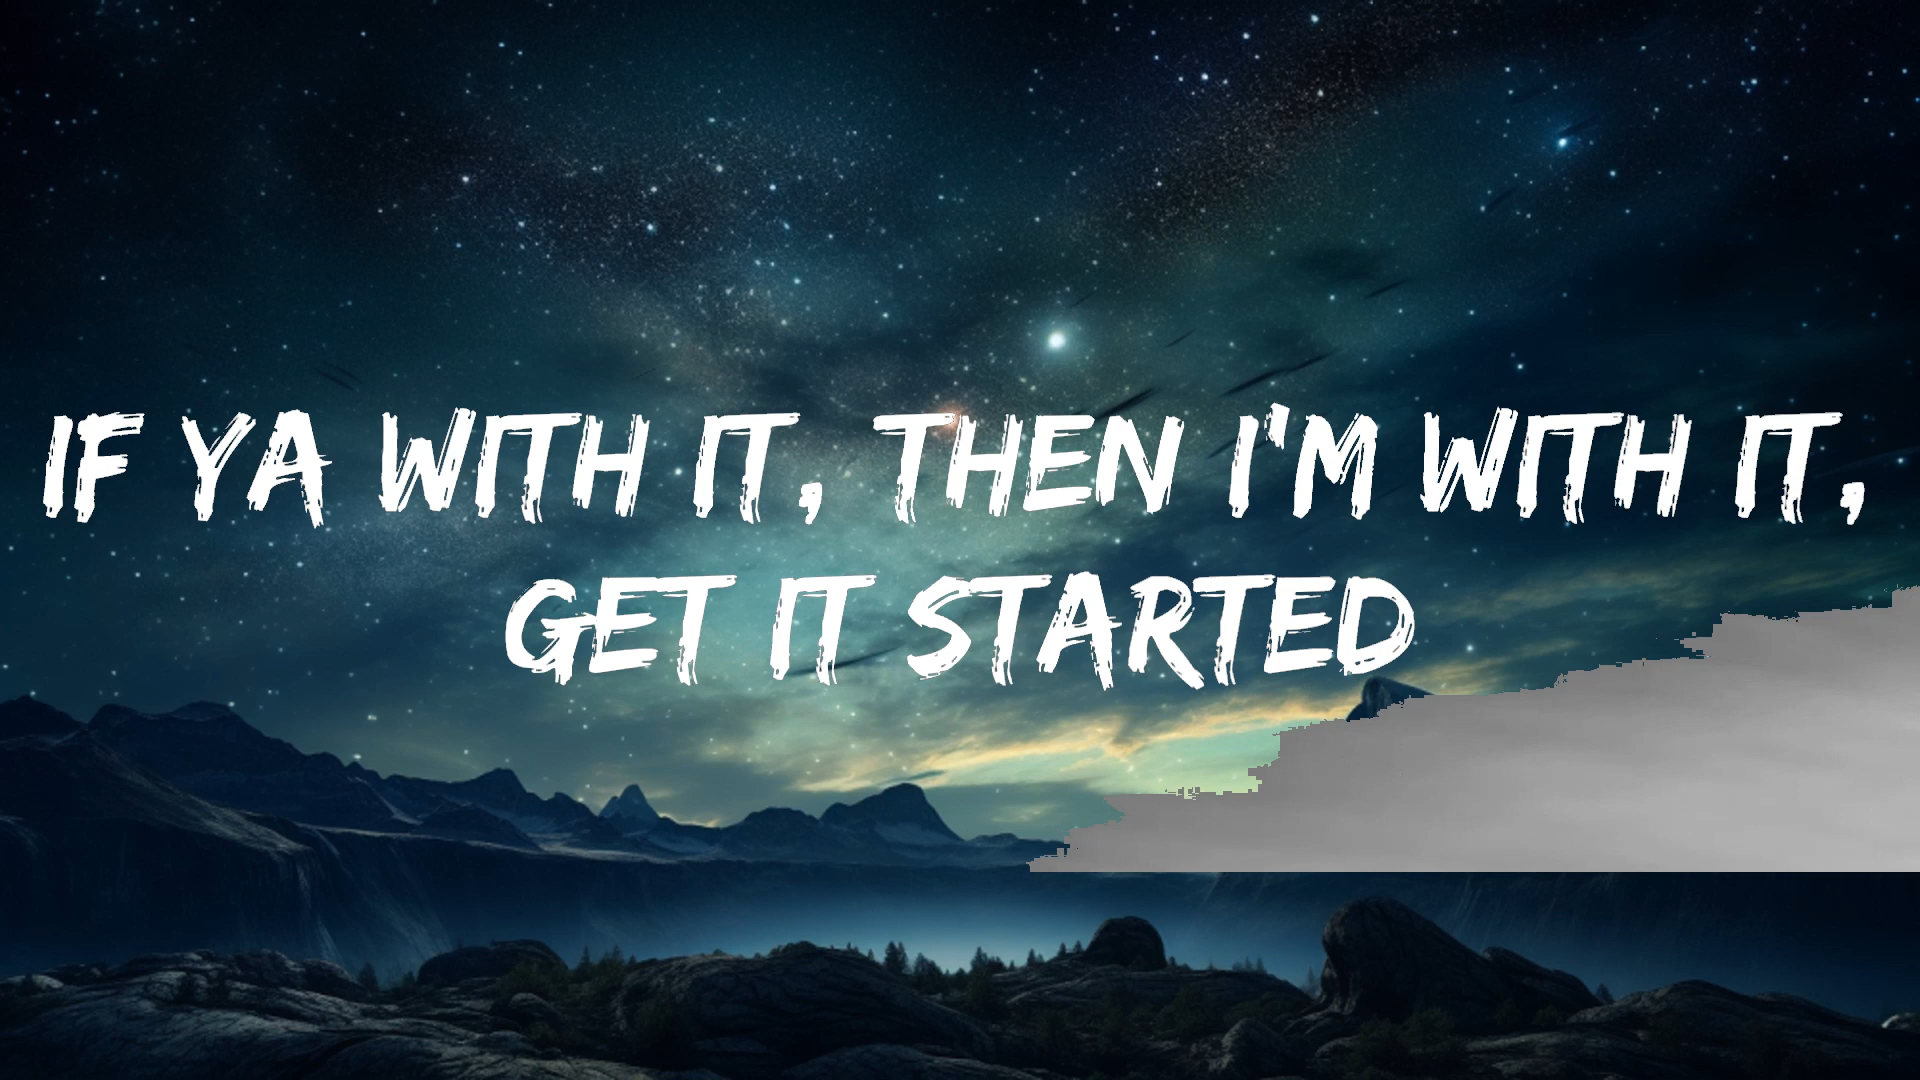 IF YA WITH IT, THEN I'M WITH IT,
GET IT STARTED